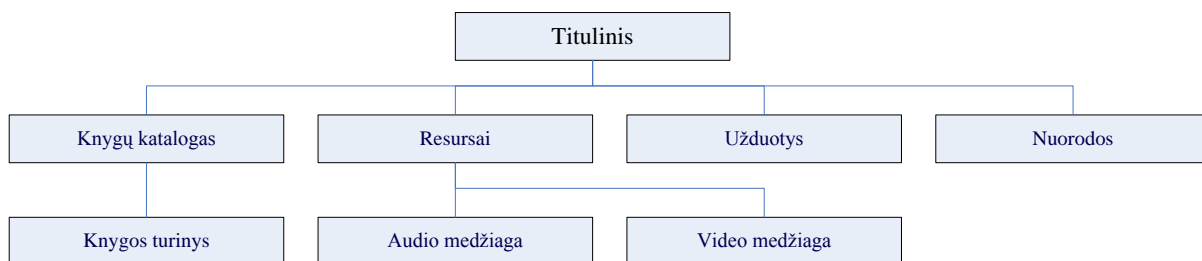 Titulinis
Knygų katalogas
Resursai
Užduotys
Nuorodos
Knygos turinys
Audio medžiaga
Video medžiaga